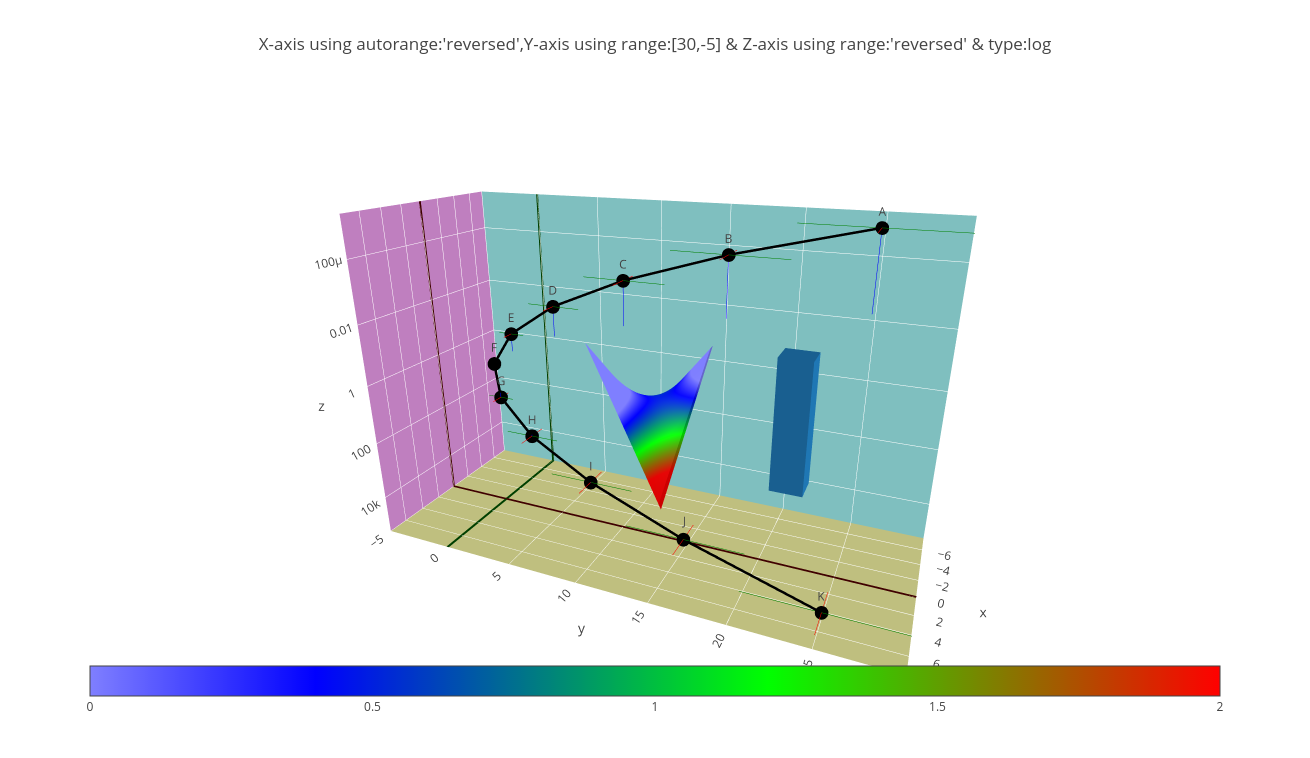 X-axis using autorange:'reversed',Y-axis using range:[30,-5] & Z-axis using range:'reversed' & type:log
A
B
C
D
E
F
G
H
I
J
K
100μ
0.01
1
100
10k
z
−5
0
5
10
15
20
y
−6
−4
−2
0
2
4
6
x
0
0.5
1
1.5
2